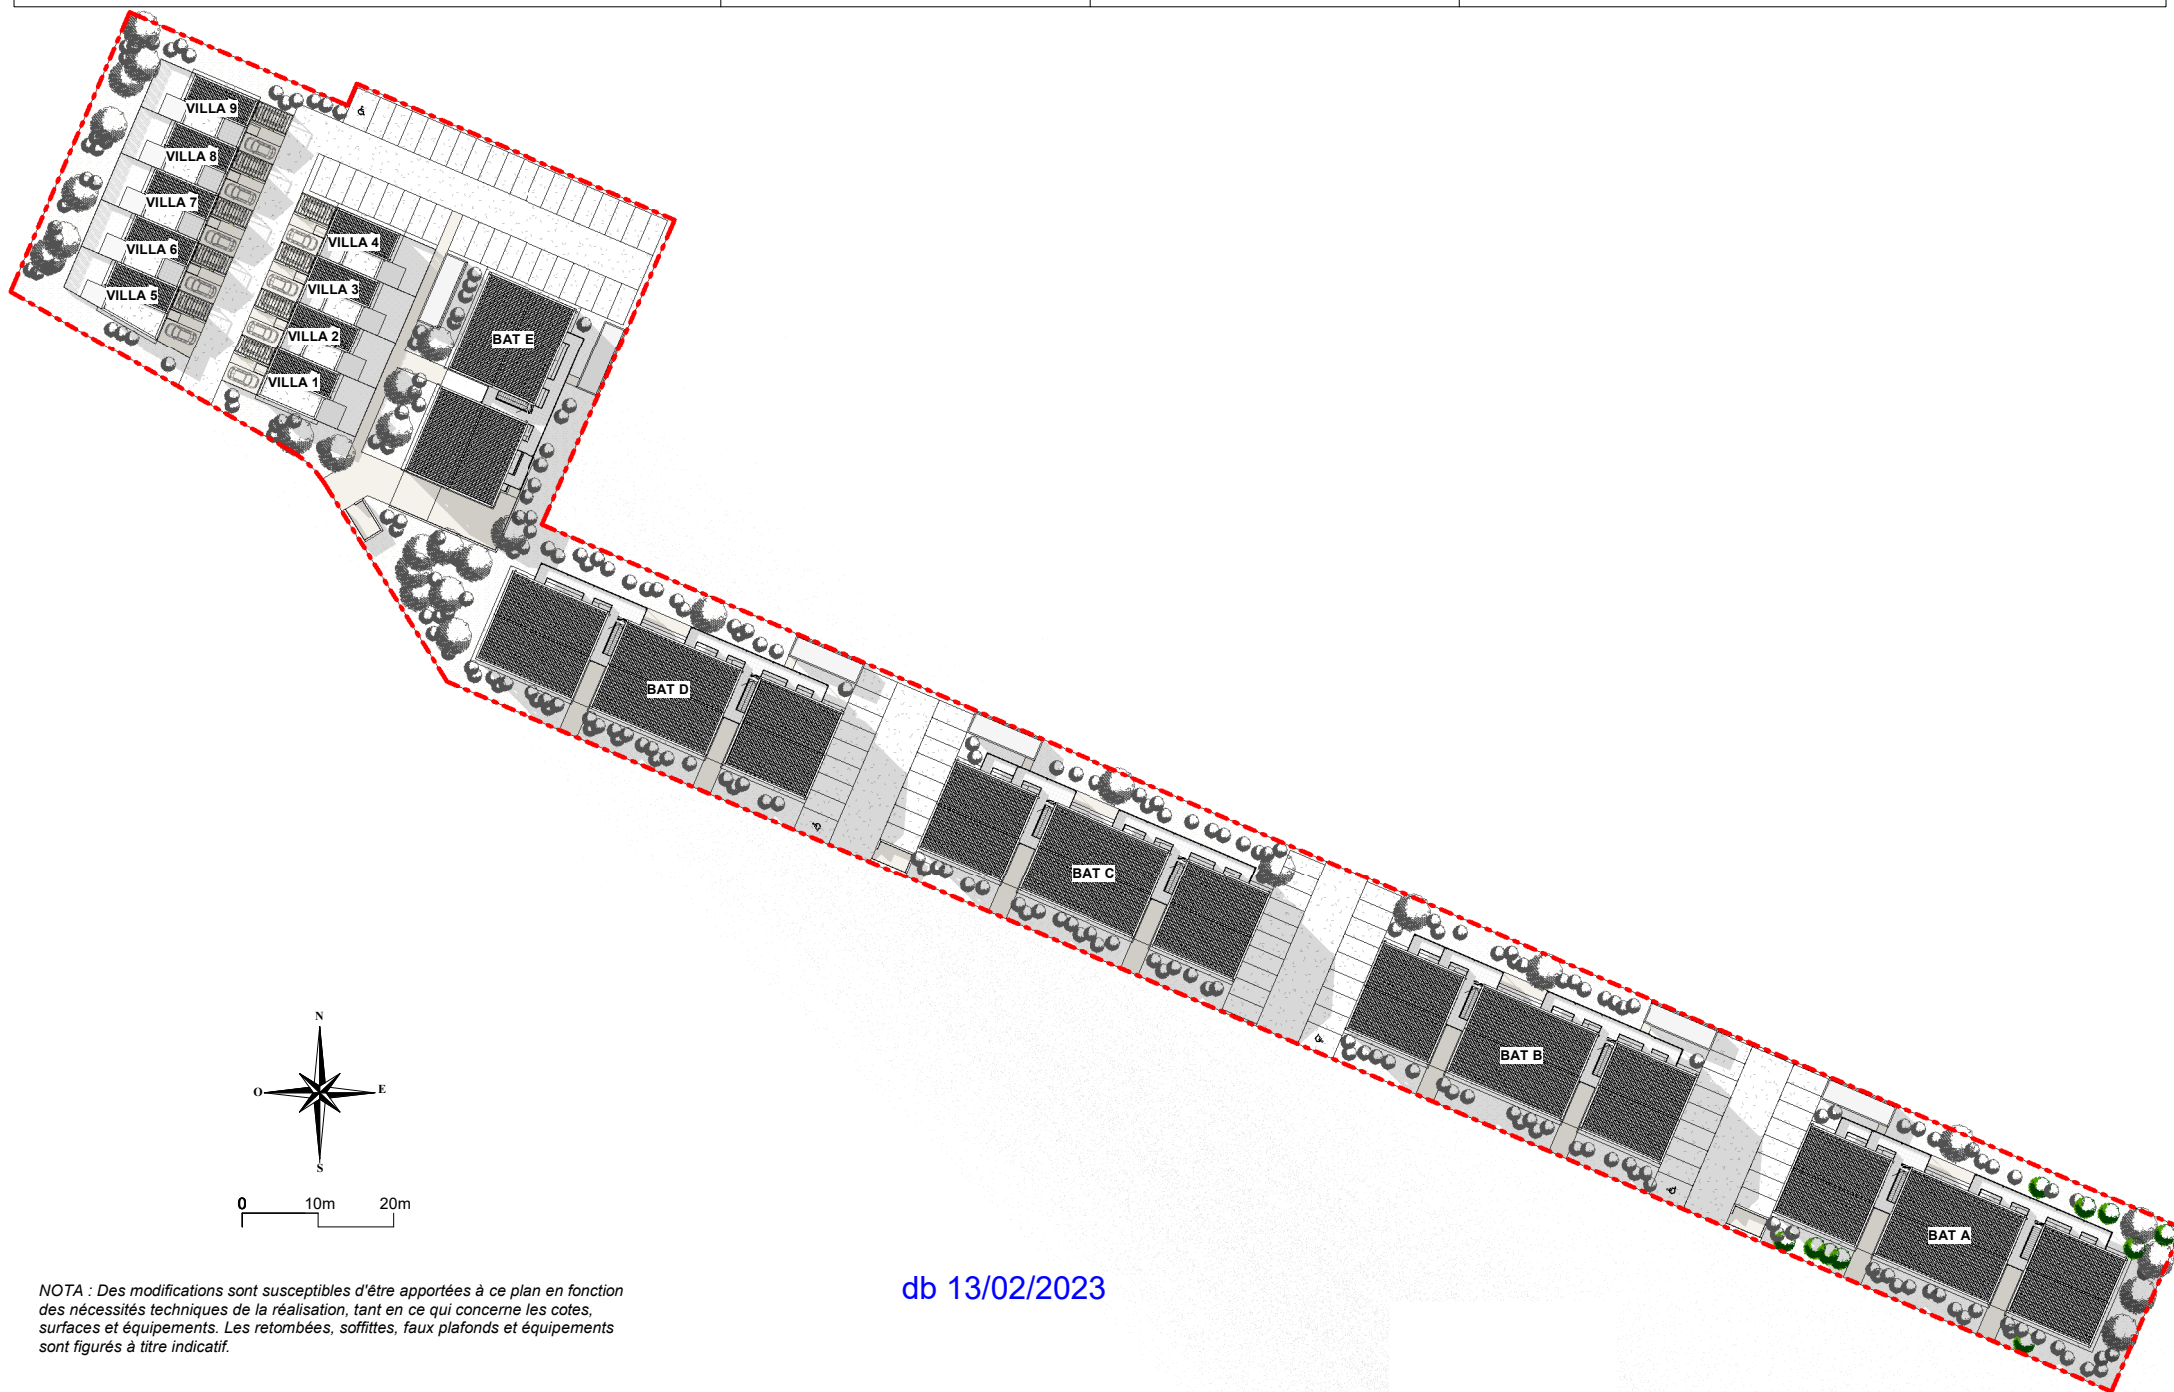 VILLA 9
VILLA 8
VILLA 7
VILLA 6
VILLA 5
VILLA 4
VILLA 3
VILLA 2
VILLA 1
BAT E
BAT D
BAT C
BAT B
BAT A
N
O
E
S
0
10m
20m
NOTA : Des modifications sont susceptibles d'être apportées à ce plan en fonction
des nécessités techniques de la réalisation, tant en ce qui concerne les cotes,
surfaces et équipements. Les retombées, soffittes, faux plafonds et équipements
sont figurés à titre indicatif.
db 13/02/2023